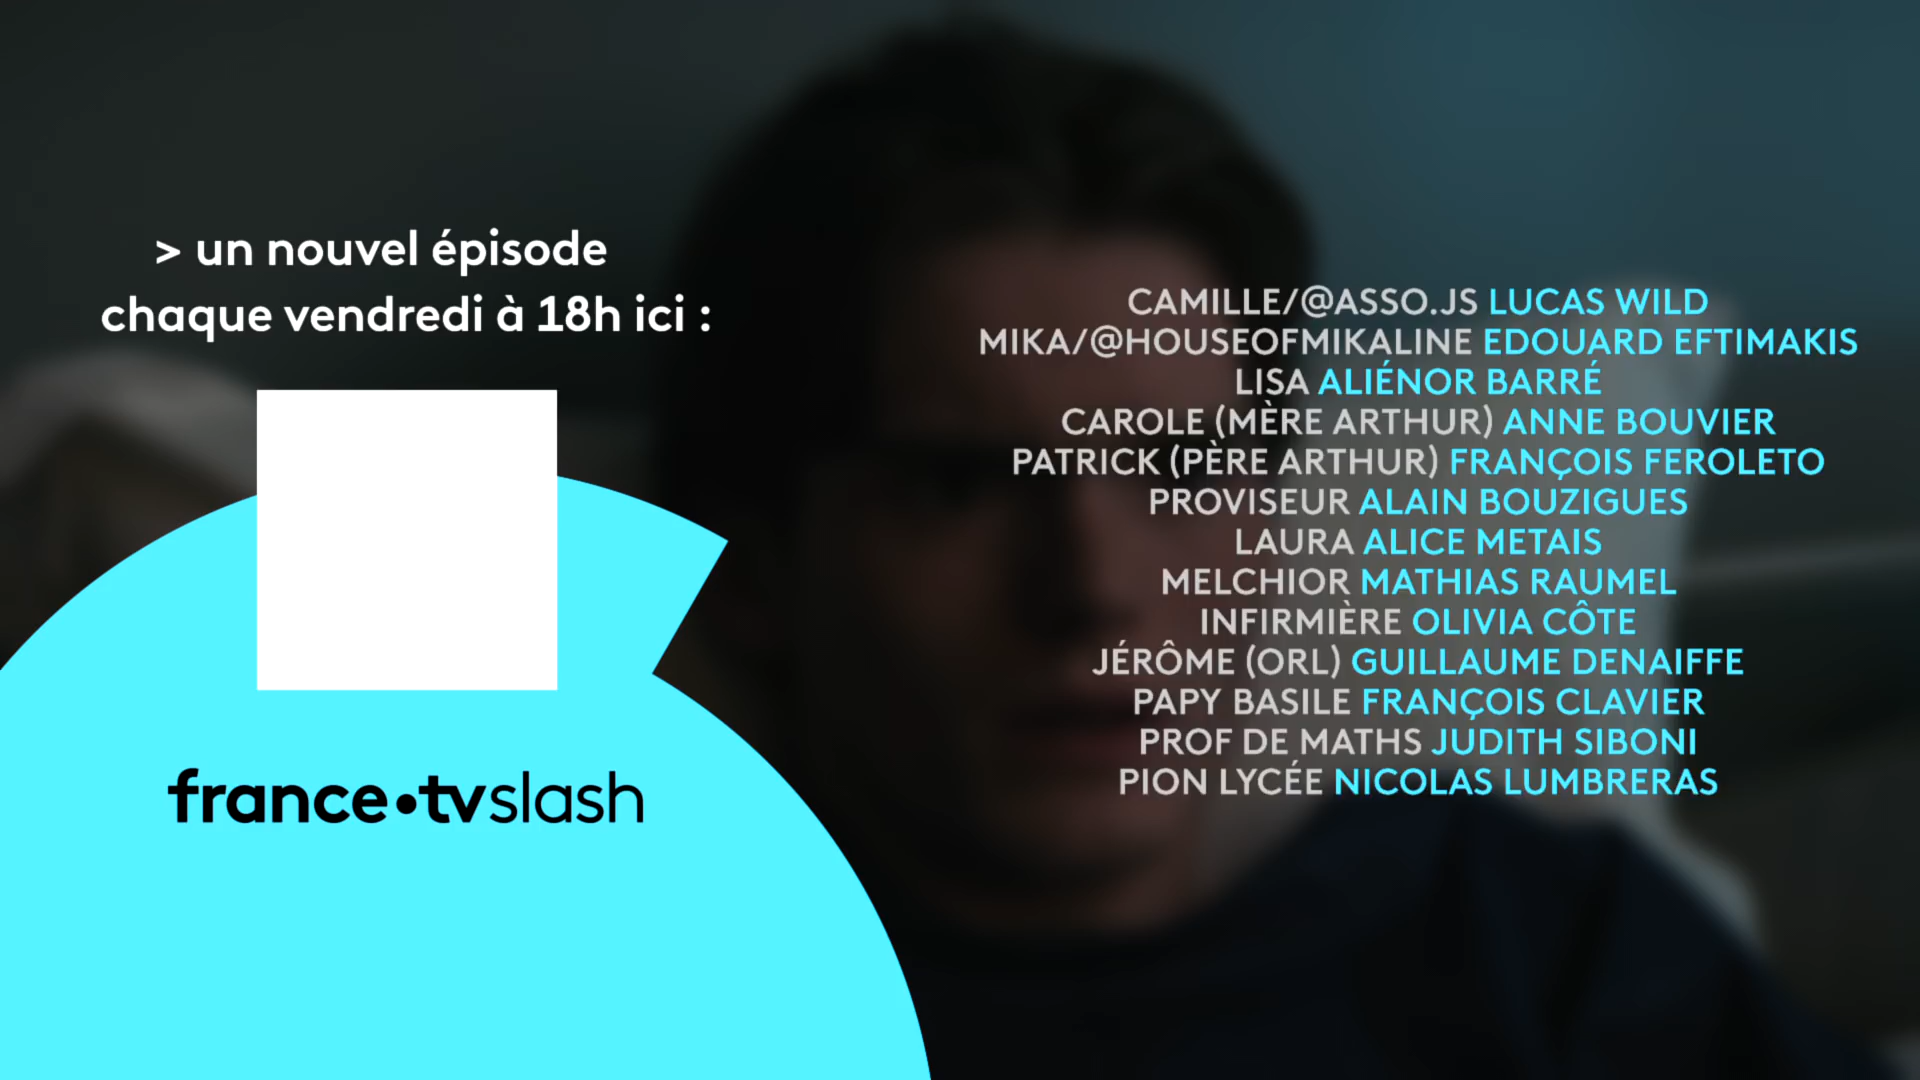 > un nouvel épisode
chaque vendredi à 18h ici :
france•tvslash
CAMILLE/@ASSO.JS LUCAS WILD
MIKA/@HOUSEOFMIKALINE EDOUARD EFTIMAKIS
LISA ALIÉNOR BARRÉ
CAROLE (MÈRE ARTHUR) ANNE BOUVIER
PATRICK (PÈRE ARTHUR) FRANÇOIS FEROLETO
PROVISEUR ALAIN BOUZIGUES
LAURA ALICE METAIS
MELCHIOR MATHIAS RAUMEL
INFIRMIÈRE OLIVIA CÔTE
JÉRÔME (ORL) GUILLAUME DENAIFFE
PAPY BASILE FRANÇOIS CLAVIER
PROF DE MATHS JUDITH SIBONI
PION LYCÉE NICOLAS LUMBRERAS